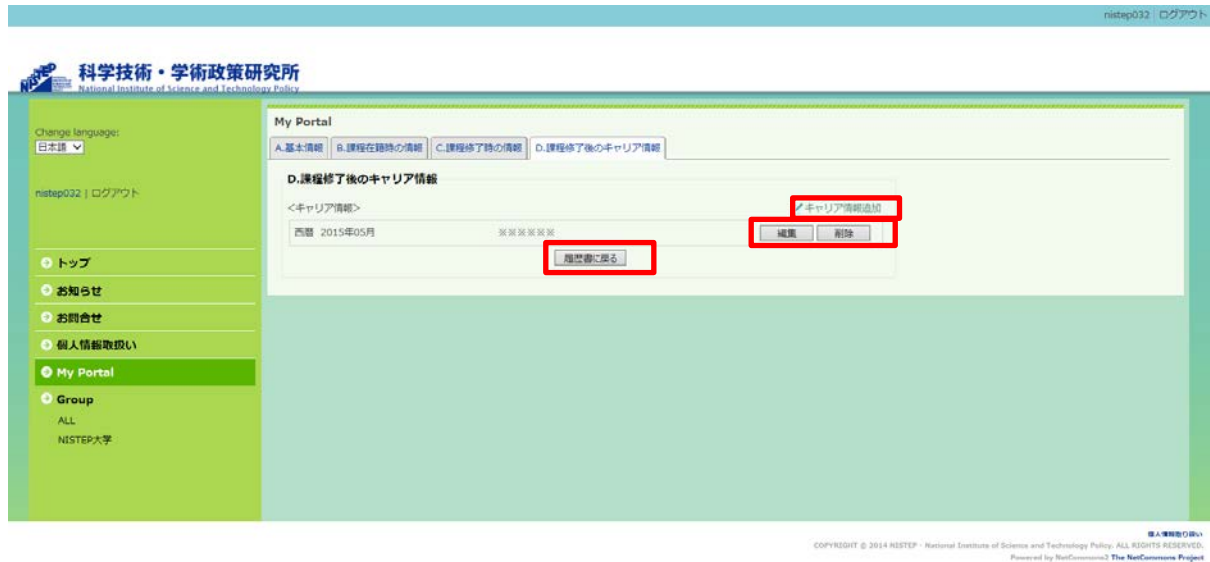 nistep032 | ログアウト
NISTEP
科学技術・学術政策研究所
National Institute of Science and Technology Policy
Change language:
日本語
nistep032 | ログアウト
トップ
お知らせ
お問合せ
個人情報取扱い
My Portal
Group
ALL
NISTEP大学
My Portal
A.基本情報 B.課程在籍時の情報 C.課程修了時の情報 D.課程修了後のキャリア情報
D.課程修了後のキャリア情報
<キャリア情報> キャリア情報追加
西暦 2015年05月 ※※※※※※ 編集 削除
履歴書に戻る
個人情報取り扱い
COPYRIGHT © 2014 NISTEP - National Institute of Science and Technology Policy. ALL RIGHTS RESERVED.
Powered by NetCommons2 The NetCommons Project